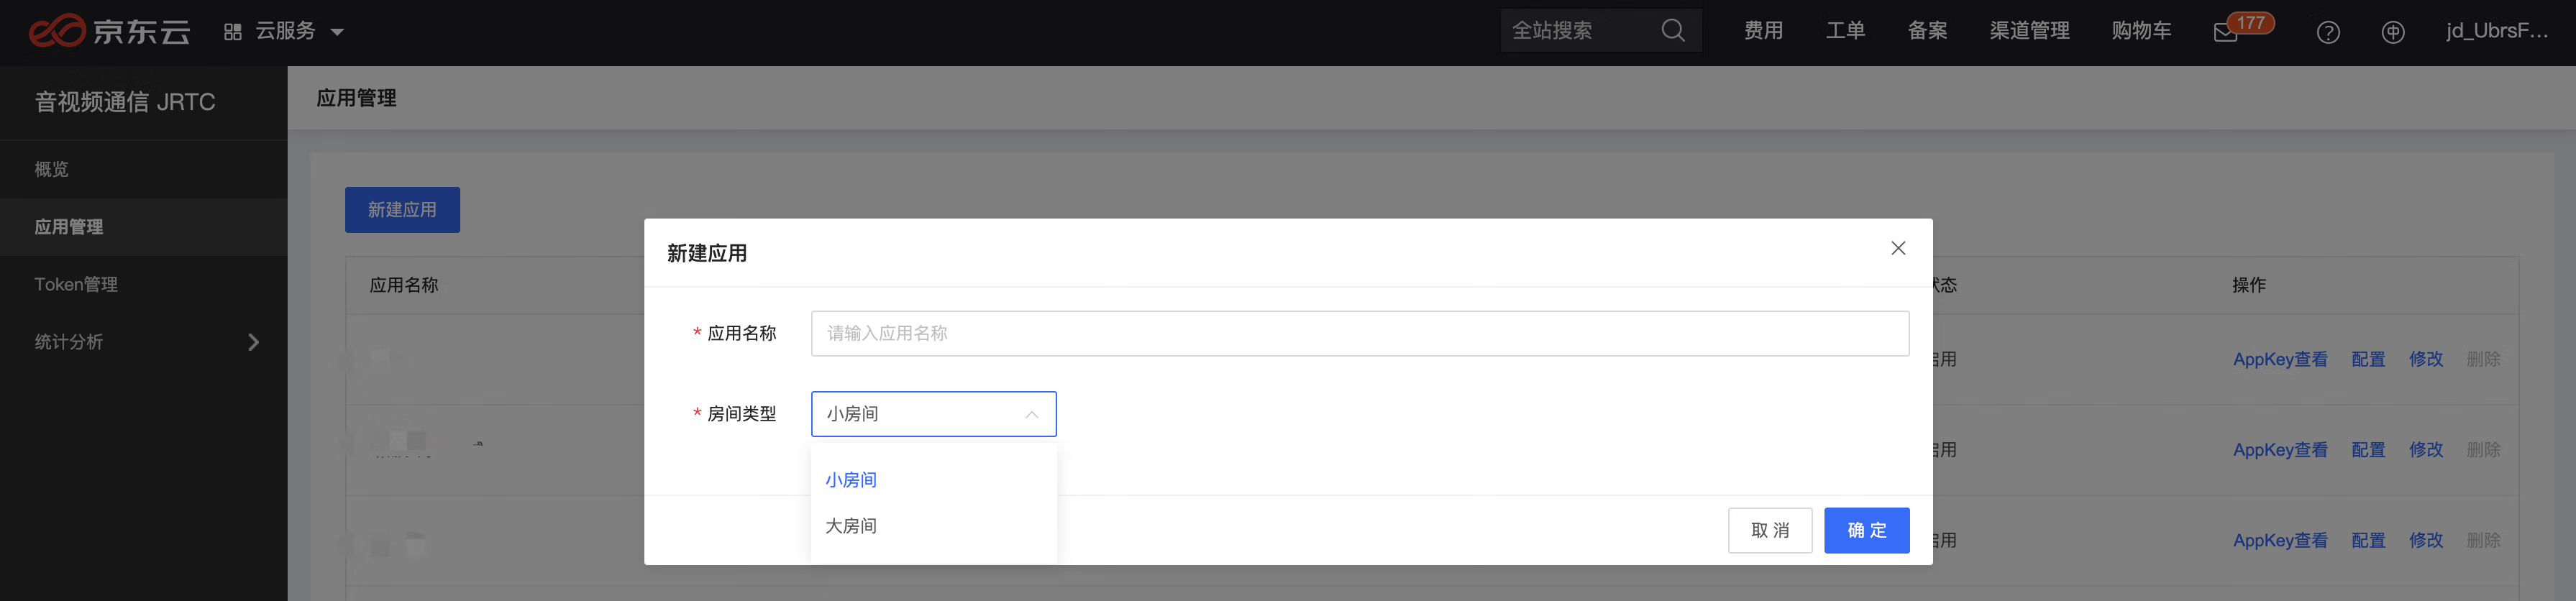 京东云 云服务 全站搜索 费用 工单 备案 渠道管理 购物车 177 jd_UbrsF...
音视频通信 JRTC
应用管理
概览
应用管理
Token管理
统计分析
新建应用
应用名称 操作
新建应用
* 应用名称 请输入应用名称
* 房间类型 小房间
小房间
大房间
取消 确定
AppKey查看 配置 修改 删除
AppKey查看 配置 修改 删除
AppKey查看 配置 修改 删除